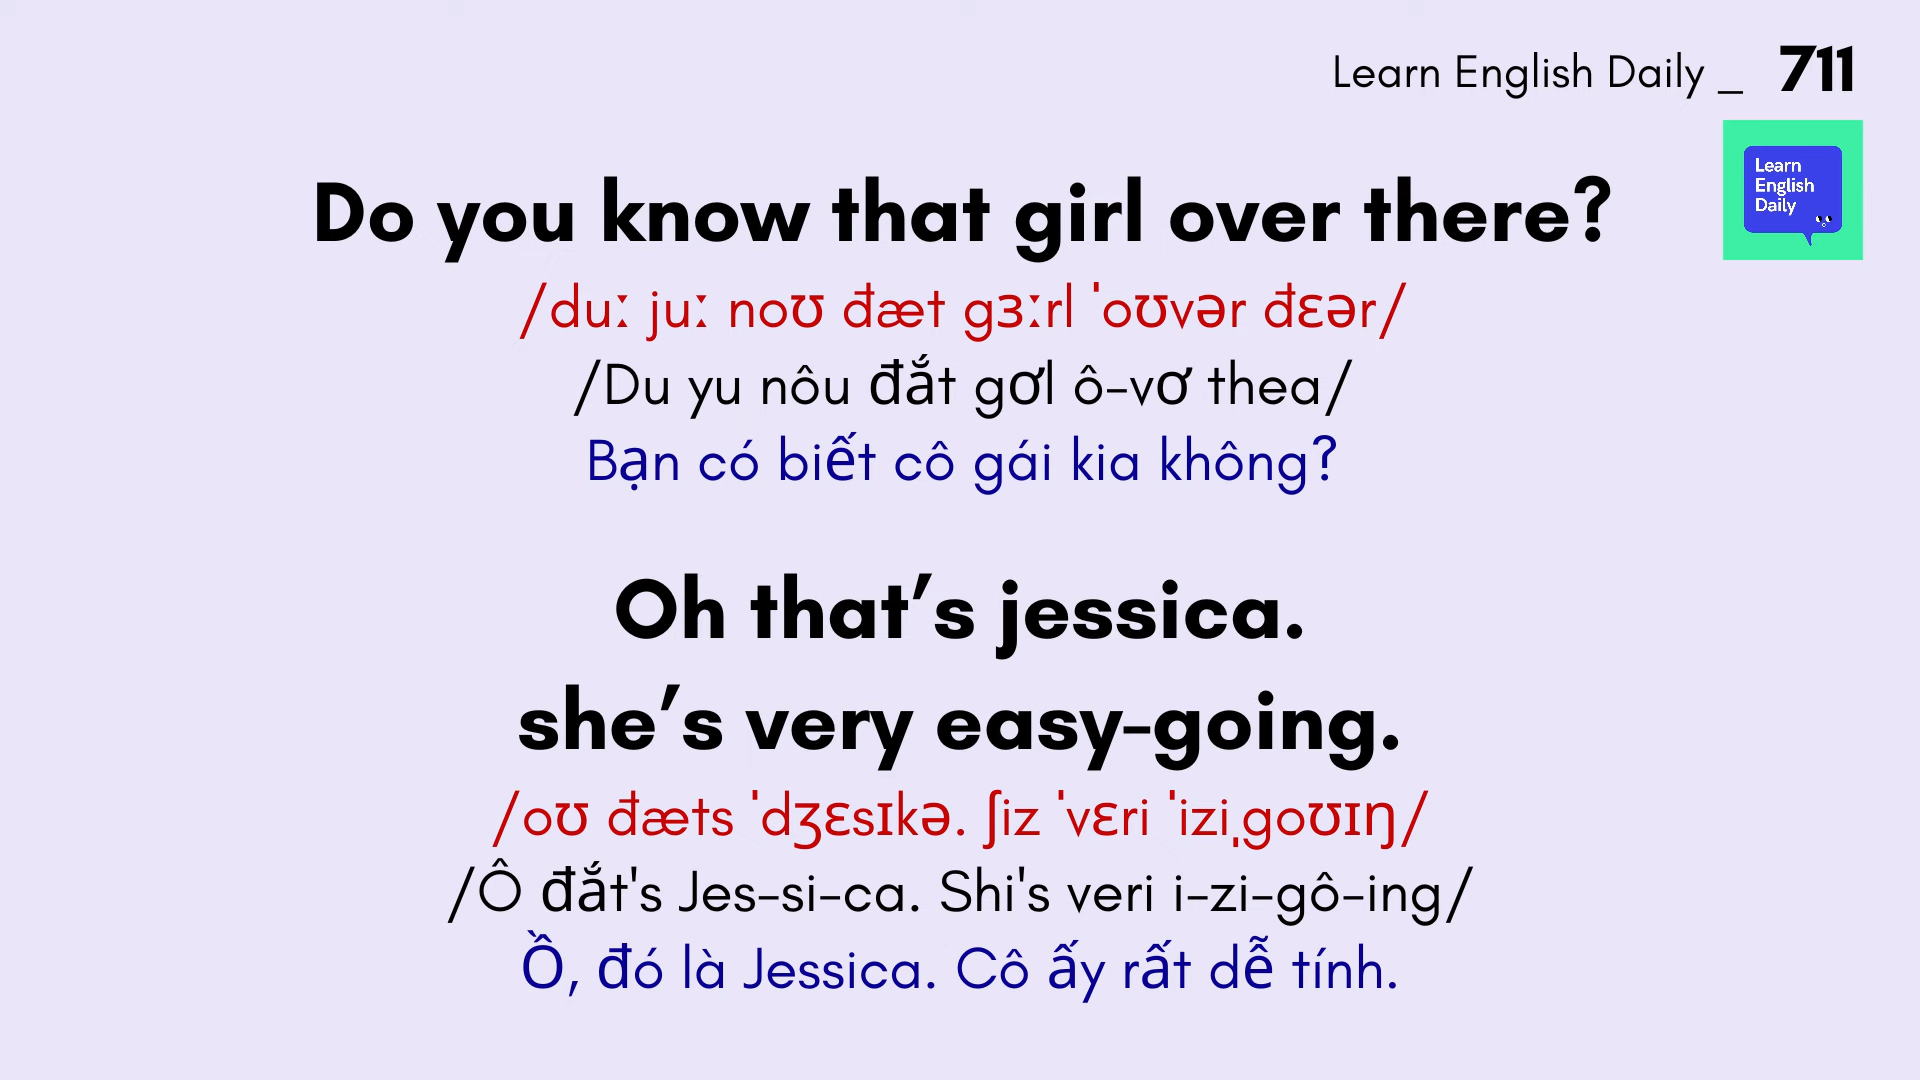 Learn English Daily _ 711
Learn
English
Daily
Do you know that girl over there?
/duː juː noʊ đæt gɜːrl ˈoʊvər đɛər/
/Du yu nôu đắt gơl ô-vơ thea/
Bạn có biết cô gái kia không?
Oh that’s jessica.
she’s very easy-going.
/oʊ đæts ˈdʒɛsɪkə. ʃiz ˈvɛri ˈiziˌgoʊɪŋ/
/Ô đắt's Jes-si-ca. Shi's veri i-zi-gô-ing/
Ồ, đó là Jessica. Cô ấy rất dễ tính.